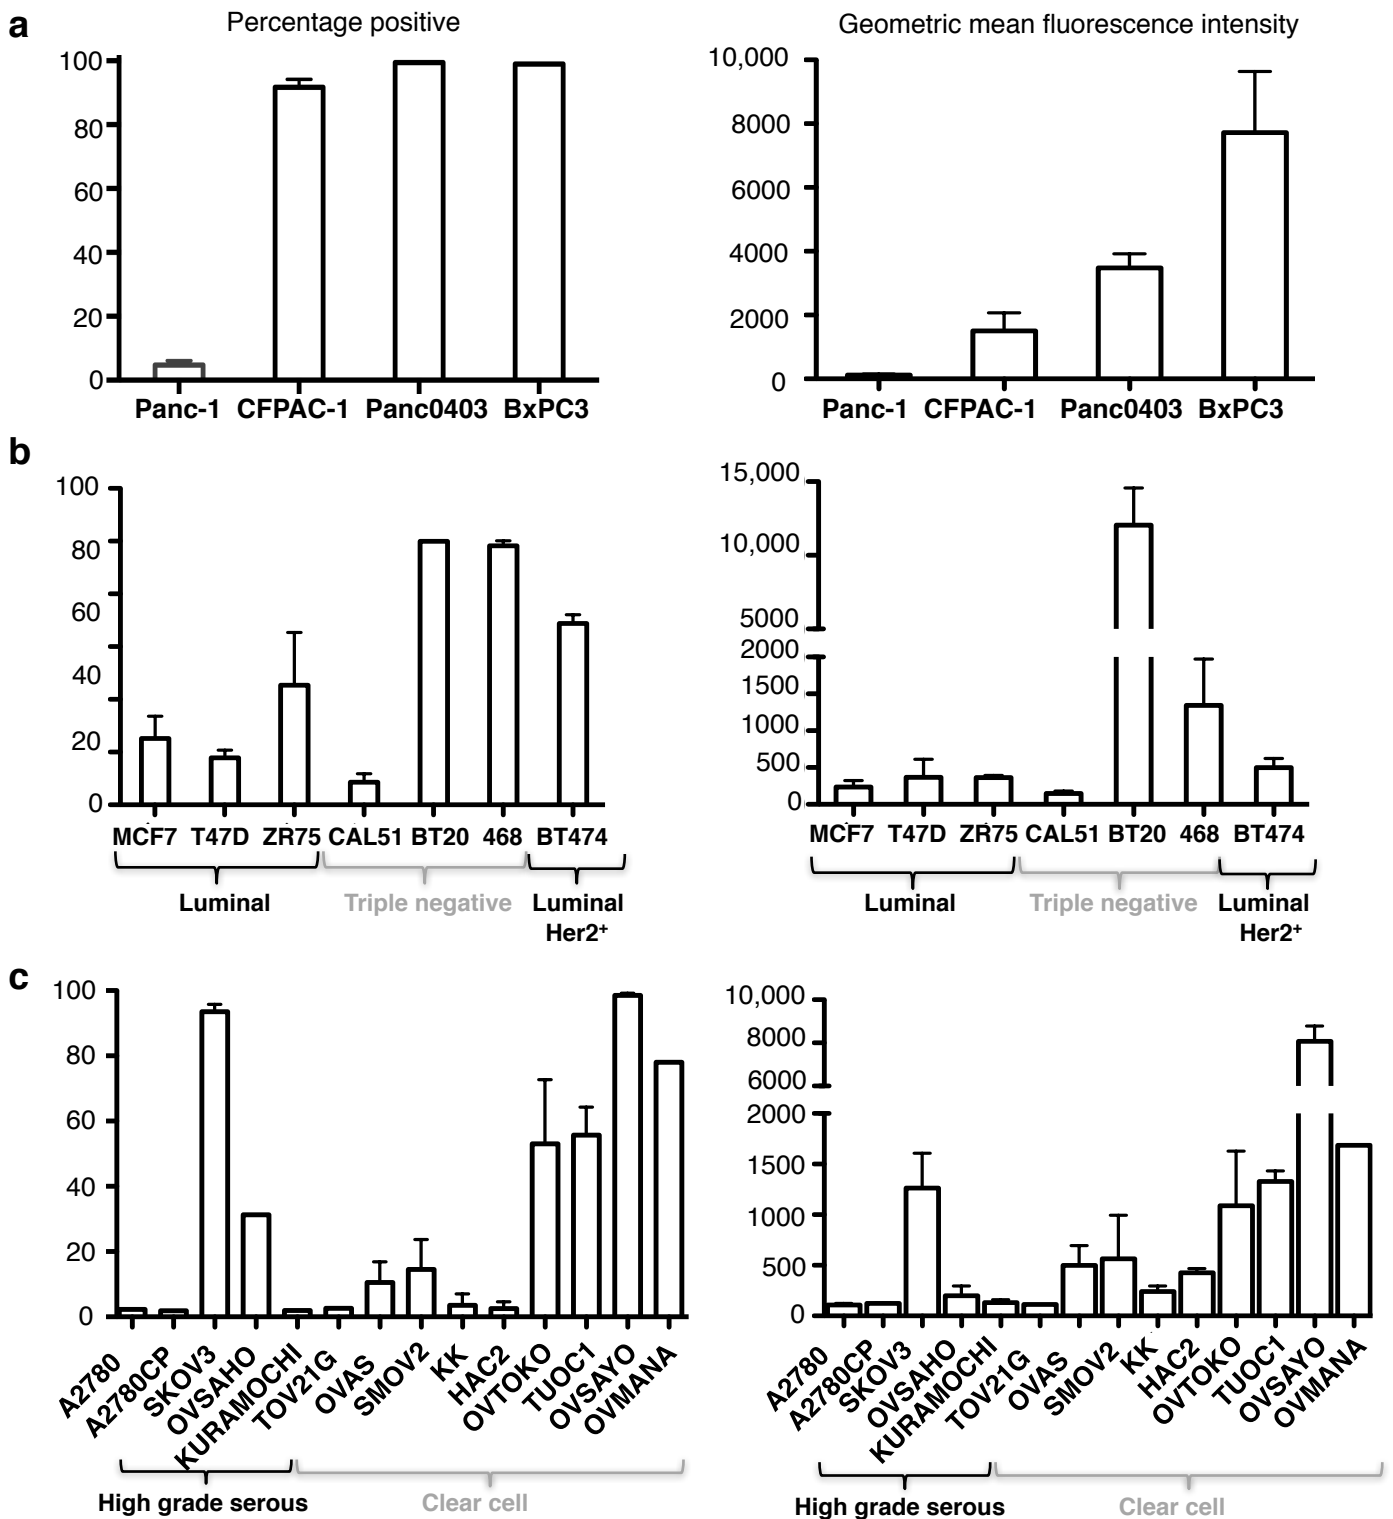 a
Percentage positive
100
80
60
40
20
0
Panc-1 CFPAC-1 Panc0403 BxPC3
Geometric mean fluorescence intensity
10,000
8000
6000
4000
2000
0
Panc-1 CFPAC-1 Panc0403 BxPC3
b
100
80
60
40
20
0
MCF7 T47D ZR75 CAL51 BT20 468 BT474
Luminal Triple negative Luminal
Her2+
15,000
10,000
5000
2000
1500
1000
500
0
MCF7 T47D ZR75 CAL51 BT20 468 BT474
Luminal Triple negative Luminal
Her2+
c
100
80
60
40
20
0
A2780
A2780CP
SKOV3
OVSAHO
KURAMOCHI
TOV21G
OVAS
SMOV2
KK
HAC2
OVTOKO
TUOC1
OVSAYO
OVMANA
High grade serous Clear cell
10,000
8000
6000
2000
1500
1000
500
0
A2780
A2780CP
SKOV3
OVSAHO
KURAMOCHI
TOV21G
OVAS
SMOV2
KK
HAC2
OVTOKO
TUOC1
OVSAYO
OVMANA
High grade serous Clear cell